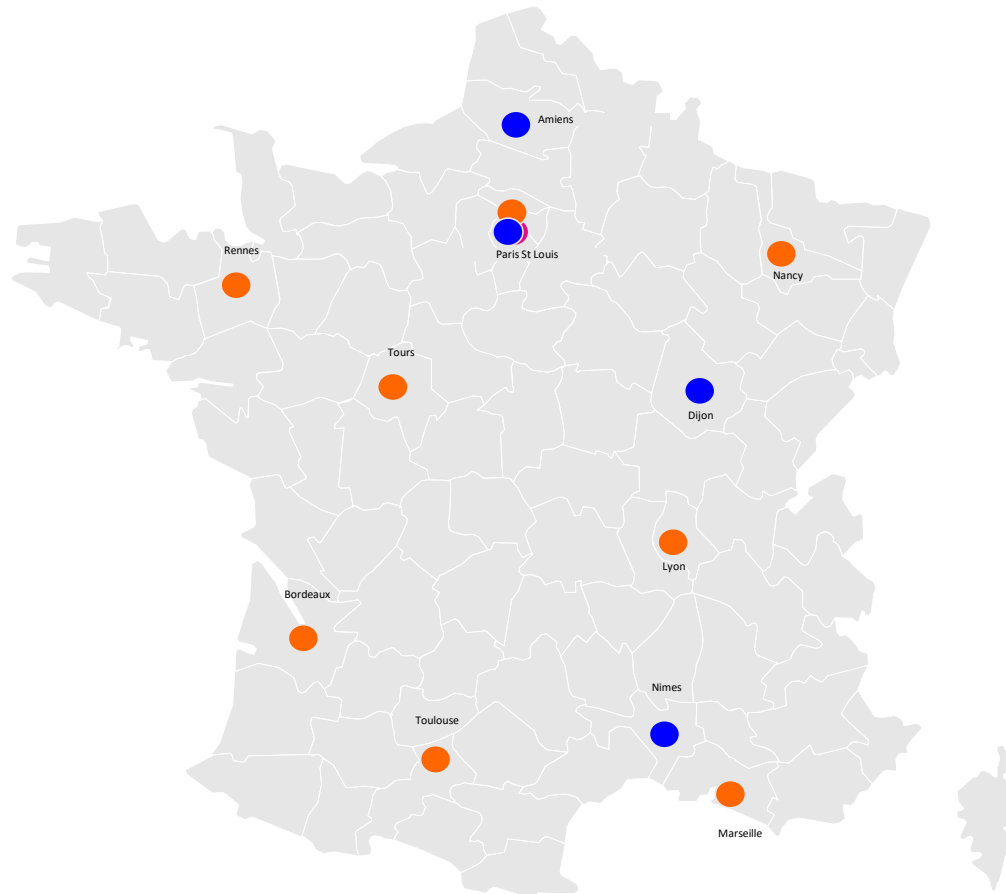 Amiens
Rennes
Paris St Louis
Nancy
Tours
Dijon
Lyon
Bordeaux
Nimes
Toulouse
Marseille